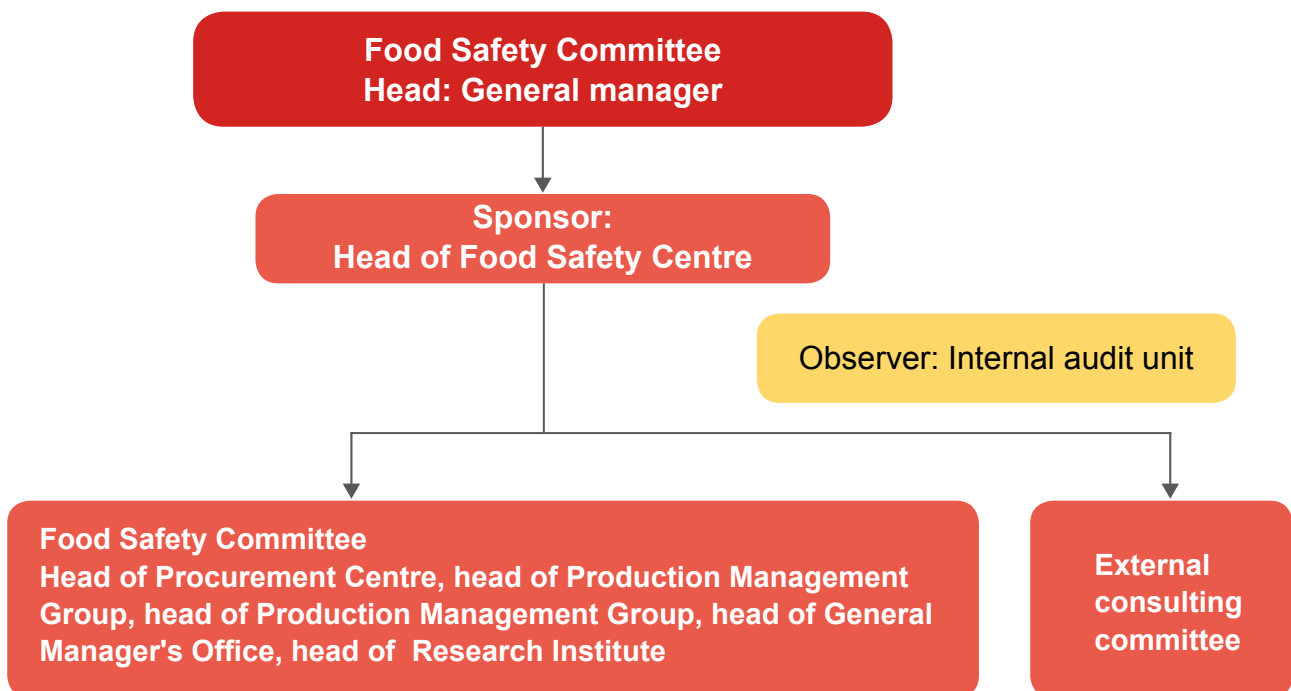 Food Safety Committee
Head: General manager
Sponsor:
Head of Food Safety Centre
Observer: Internal audit unit
Food Safety Committee
Head of Procurement Centre, head of Production Management
Group, head of Production Management Group, head of General
Manager's Office, head of  Research Institute
External
consulting
committee